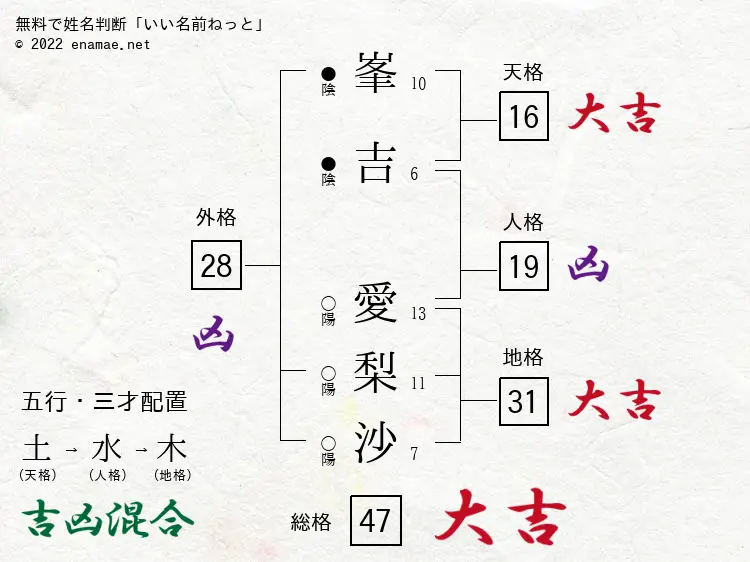 無料で姓名判断「いい名前ねっと」
© 2022 enamae.net
●陰 峯 10
●陰 吉 6
○陽 愛 13
○陽 梨 11
○陽 沙 7
天格
16 大吉
人格
19 凶
地格
31 大吉
外格
28
凶
五行・三才配置
土 → 水 → 木
(天格) (人格) (地格)
吉凶混合
総格 47 大吉